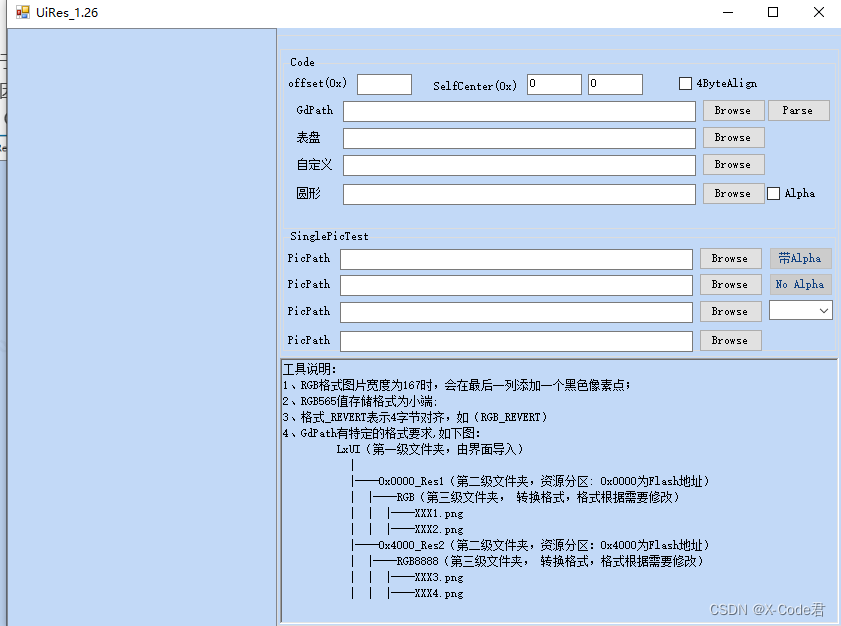 UiRes_1.26
Code
offset(0x) SelfCenter(0x) 0 0 4ByteAlign
GdPath Browse Parse
表盘 Browse
自定义 Browse
圆形 Browse Alpha
SinglePicTest
PicPath Browse 带Alpha
PicPath Browse No Alpha
PicPath Browse
PicPath Browse
工具说明:
1、RGB格式图片宽度为167时，会在最后一列添加一个黑色像素点;
2、RGB565值存储格式为小端;
3、格式_REVERT表示4字节对齐，如（RGB_REVERT）
4、GdPath有特定的格式要求,如下图:
LxUI（第一级文件夹，由界面导入）
|
|──0x0000_Res1（第二级文件夹，资源分区: 0x0000为Flash地址）
| |──RGB（第三级文件夹， 转换格式，格式根据需要修改）
| | |──XXX1.png
| | |──XXX2.png
|──0x4000_Res2（第二级文件夹，资源分区: 0x4000为Flash地址）
| |──RGB8888（第三级文件夹， 转换格式，格式根据需要修改）
| | |──XXX3.png
| | |──XXX4.png
CSDN @X-Code君